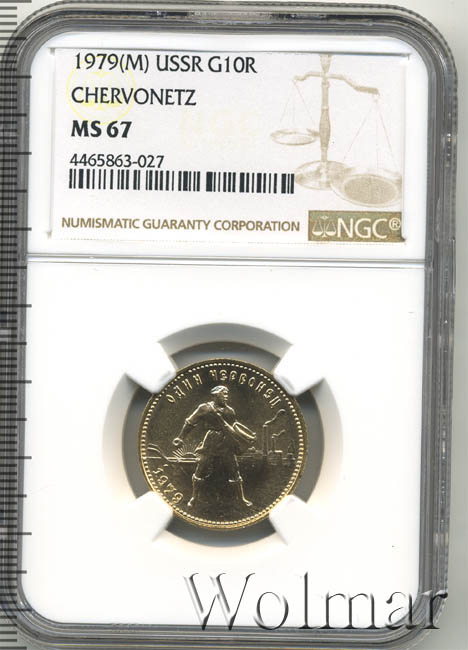 1979(M) USSR G10R
CHERVONETZ
MS 67
4465863-027
NUMISMATIC GUARANTY CORPORATION
NGC®
ОДИН ЧЕРВОНЕЦ
Wolmar